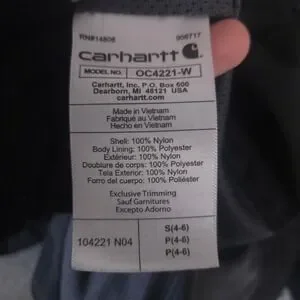 RN#14806 006717
carhartt
MODEL NO. OC4221-W
Carhartt, Inc. P.O. Box 600
Dearborn, MI 48121 USA
carhartt.com
Made in Vietnam
Fabriqué au Vietnam
Hecho en Vietnam
Shell: 100% Nylon
Body Lining: 100% Polyester
Extérieur: 100% Nylon
Doublure de corps: 100% Polyester
Tela Exterior: 100% Nylon
Forro del cuerpo: 100% Poliéster
Exclusive Trimming
Sauf Garnitures
Excepto Adorno
104221 N04
S(4-6)
P(4-6)
P(4-6)